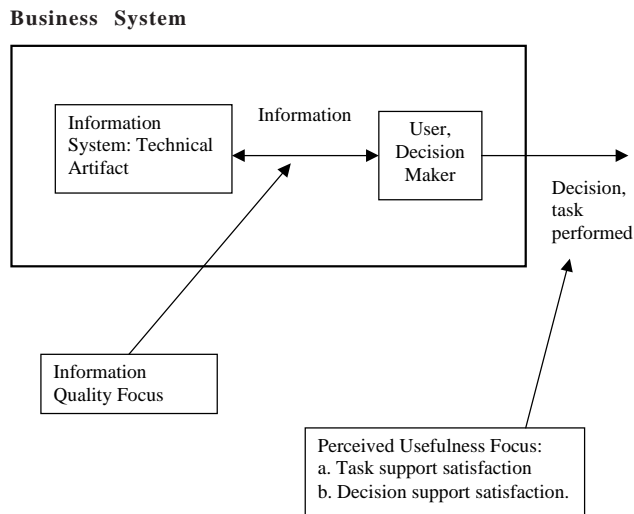 Business System
Information
System: Technical
Artifact
Information
User,
Decision
Maker
Decision,
task
performed
Information
Quality Focus
Perceived Usefulness Focus:
a. Task support satisfaction
b. Decision support satisfaction.